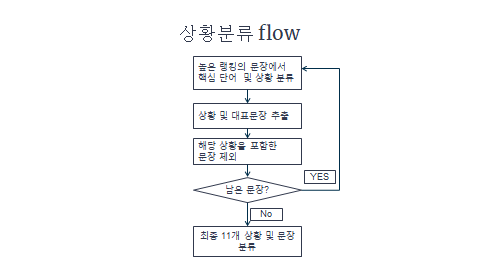 상황분류 flow
높은 랭킹의 문장에서
핵심 단어 및 상황 분류
상황 및 대표문장 추출
해당 상황을 포함한
문장 제외
남은 문장?
YES
No
최종 11개 상황 및 문장
분류